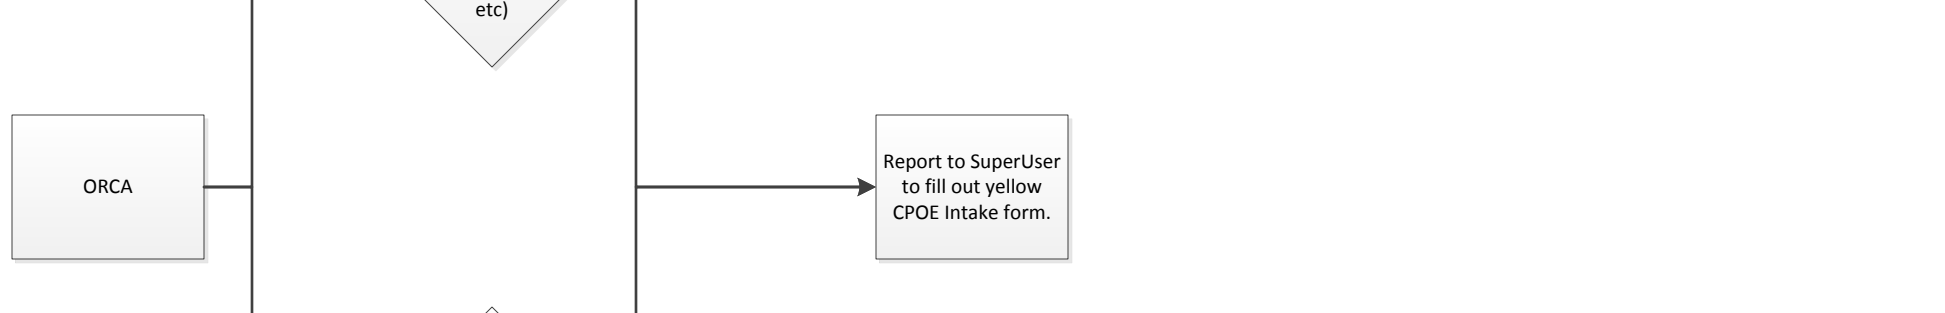 etc)
ORCA
Report to SuperUser
to fill out yellow
CPOE Intake form.